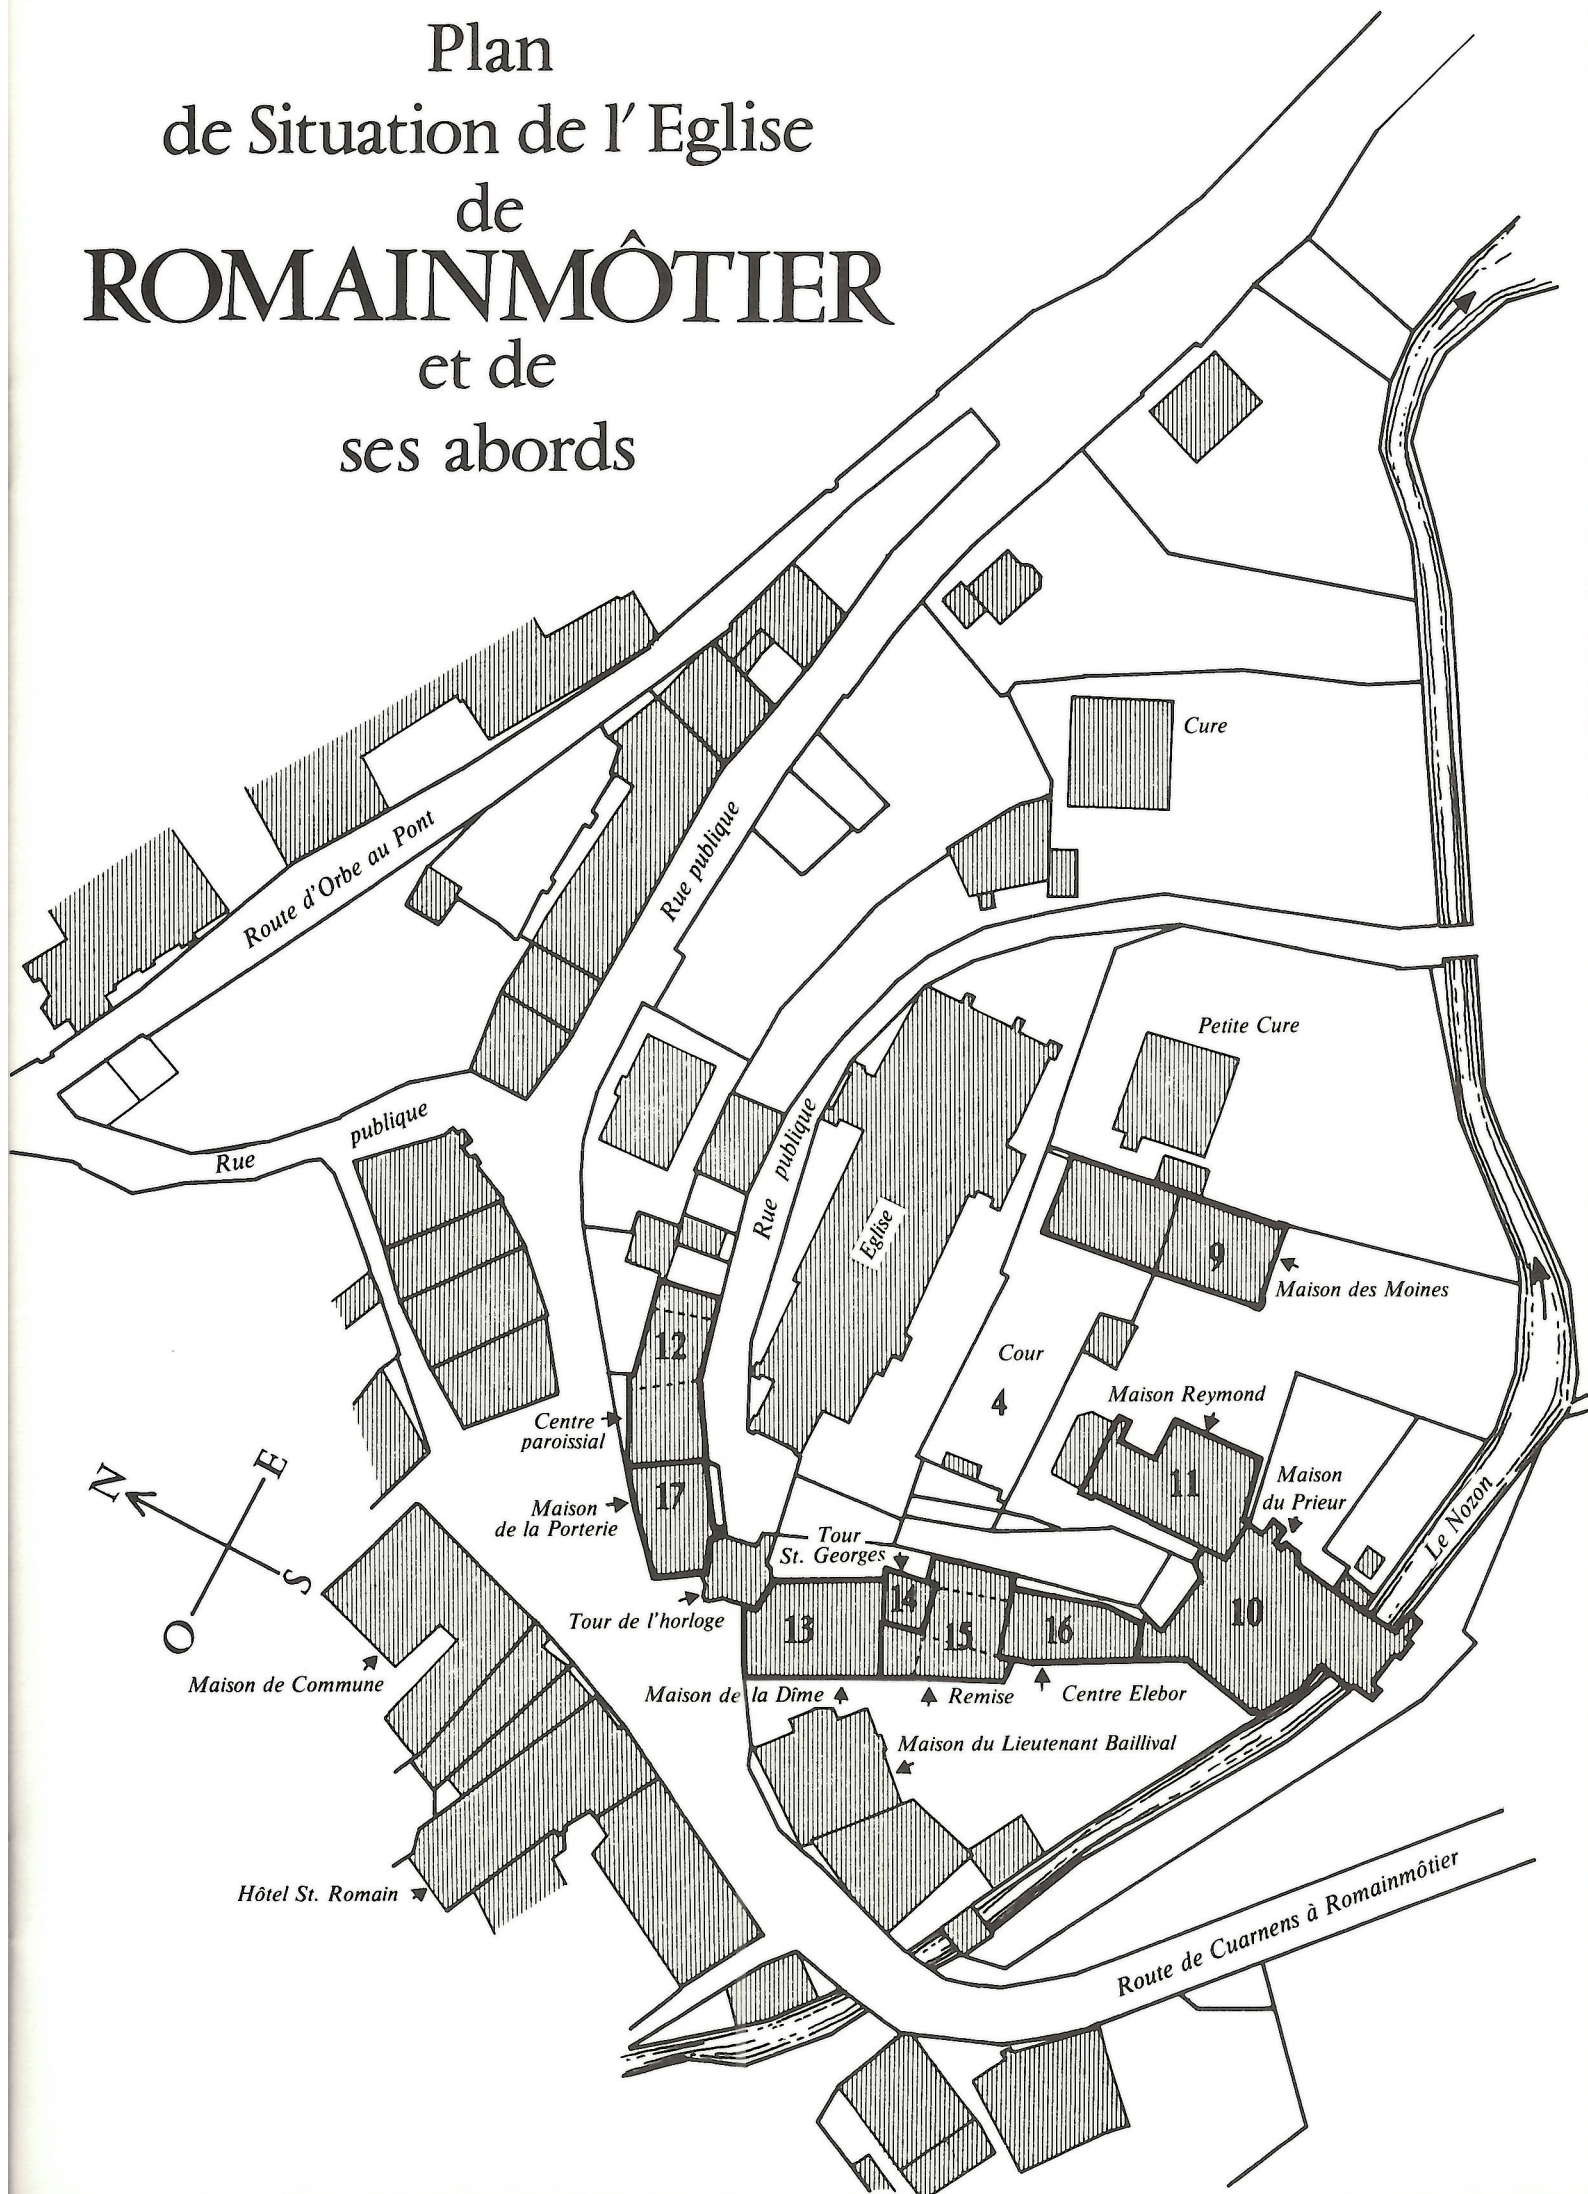 Plan
de Situation de l' Eglise
de
ROMAINMÔTIER
et de
ses abords
Route d'Orbe au Pont
Rue publique
Cure
Petite Cure
Rue
publique
Rue publique
Eglise
9
Maison des Moines
12
Cour
4
Maison Reymond
Centre
paroissial
11
Maison
du Prieur
N
E
S
O
17
Maison
de la Porterie
Le Nozon
Tour
St. Georges
14
13
15
16
10
Tour de l'horloge
Maison de Commune
Maison de la Dîme
Remise
Centre Elebor
Maison du Lieutenant Baillival
Hôtel St. Romain
Route de Cuarnens à Romainmôtier